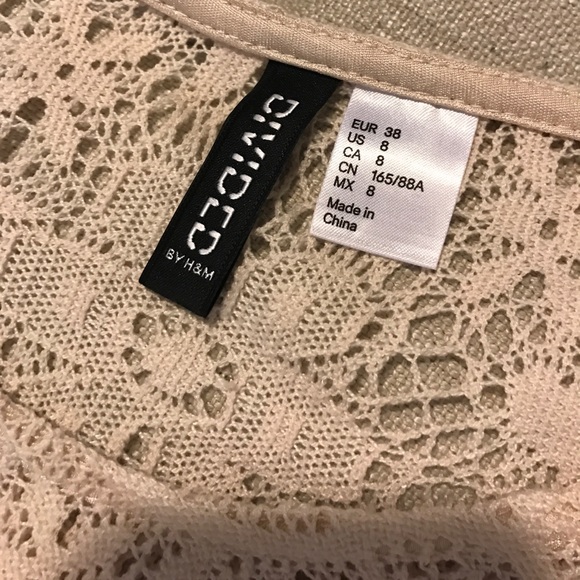 DIVIDED
BY H&M
EUR 38
US 8
CA 8
CN 165/88A
MX 8
Made in
China